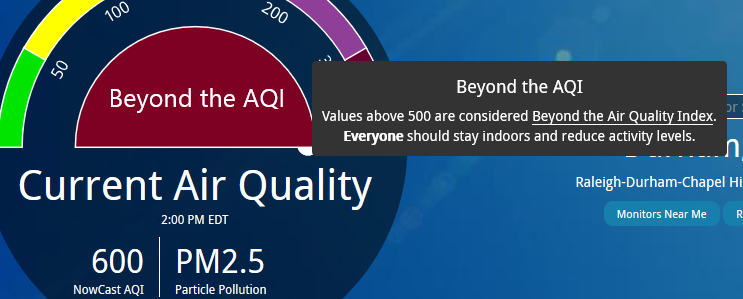 100
200
50
Beyond the AQI
Beyond the AQI
Values above 500 are considered Beyond the Air Quality Index.
Everyone should stay indoors and reduce activity levels.
Current Air Quality
Raleigh-Durham-Chapel Hi
2:00 PM EDT
Monitors Near Me
R
600
PM2.5
NowCast AQI
Particle Pollution